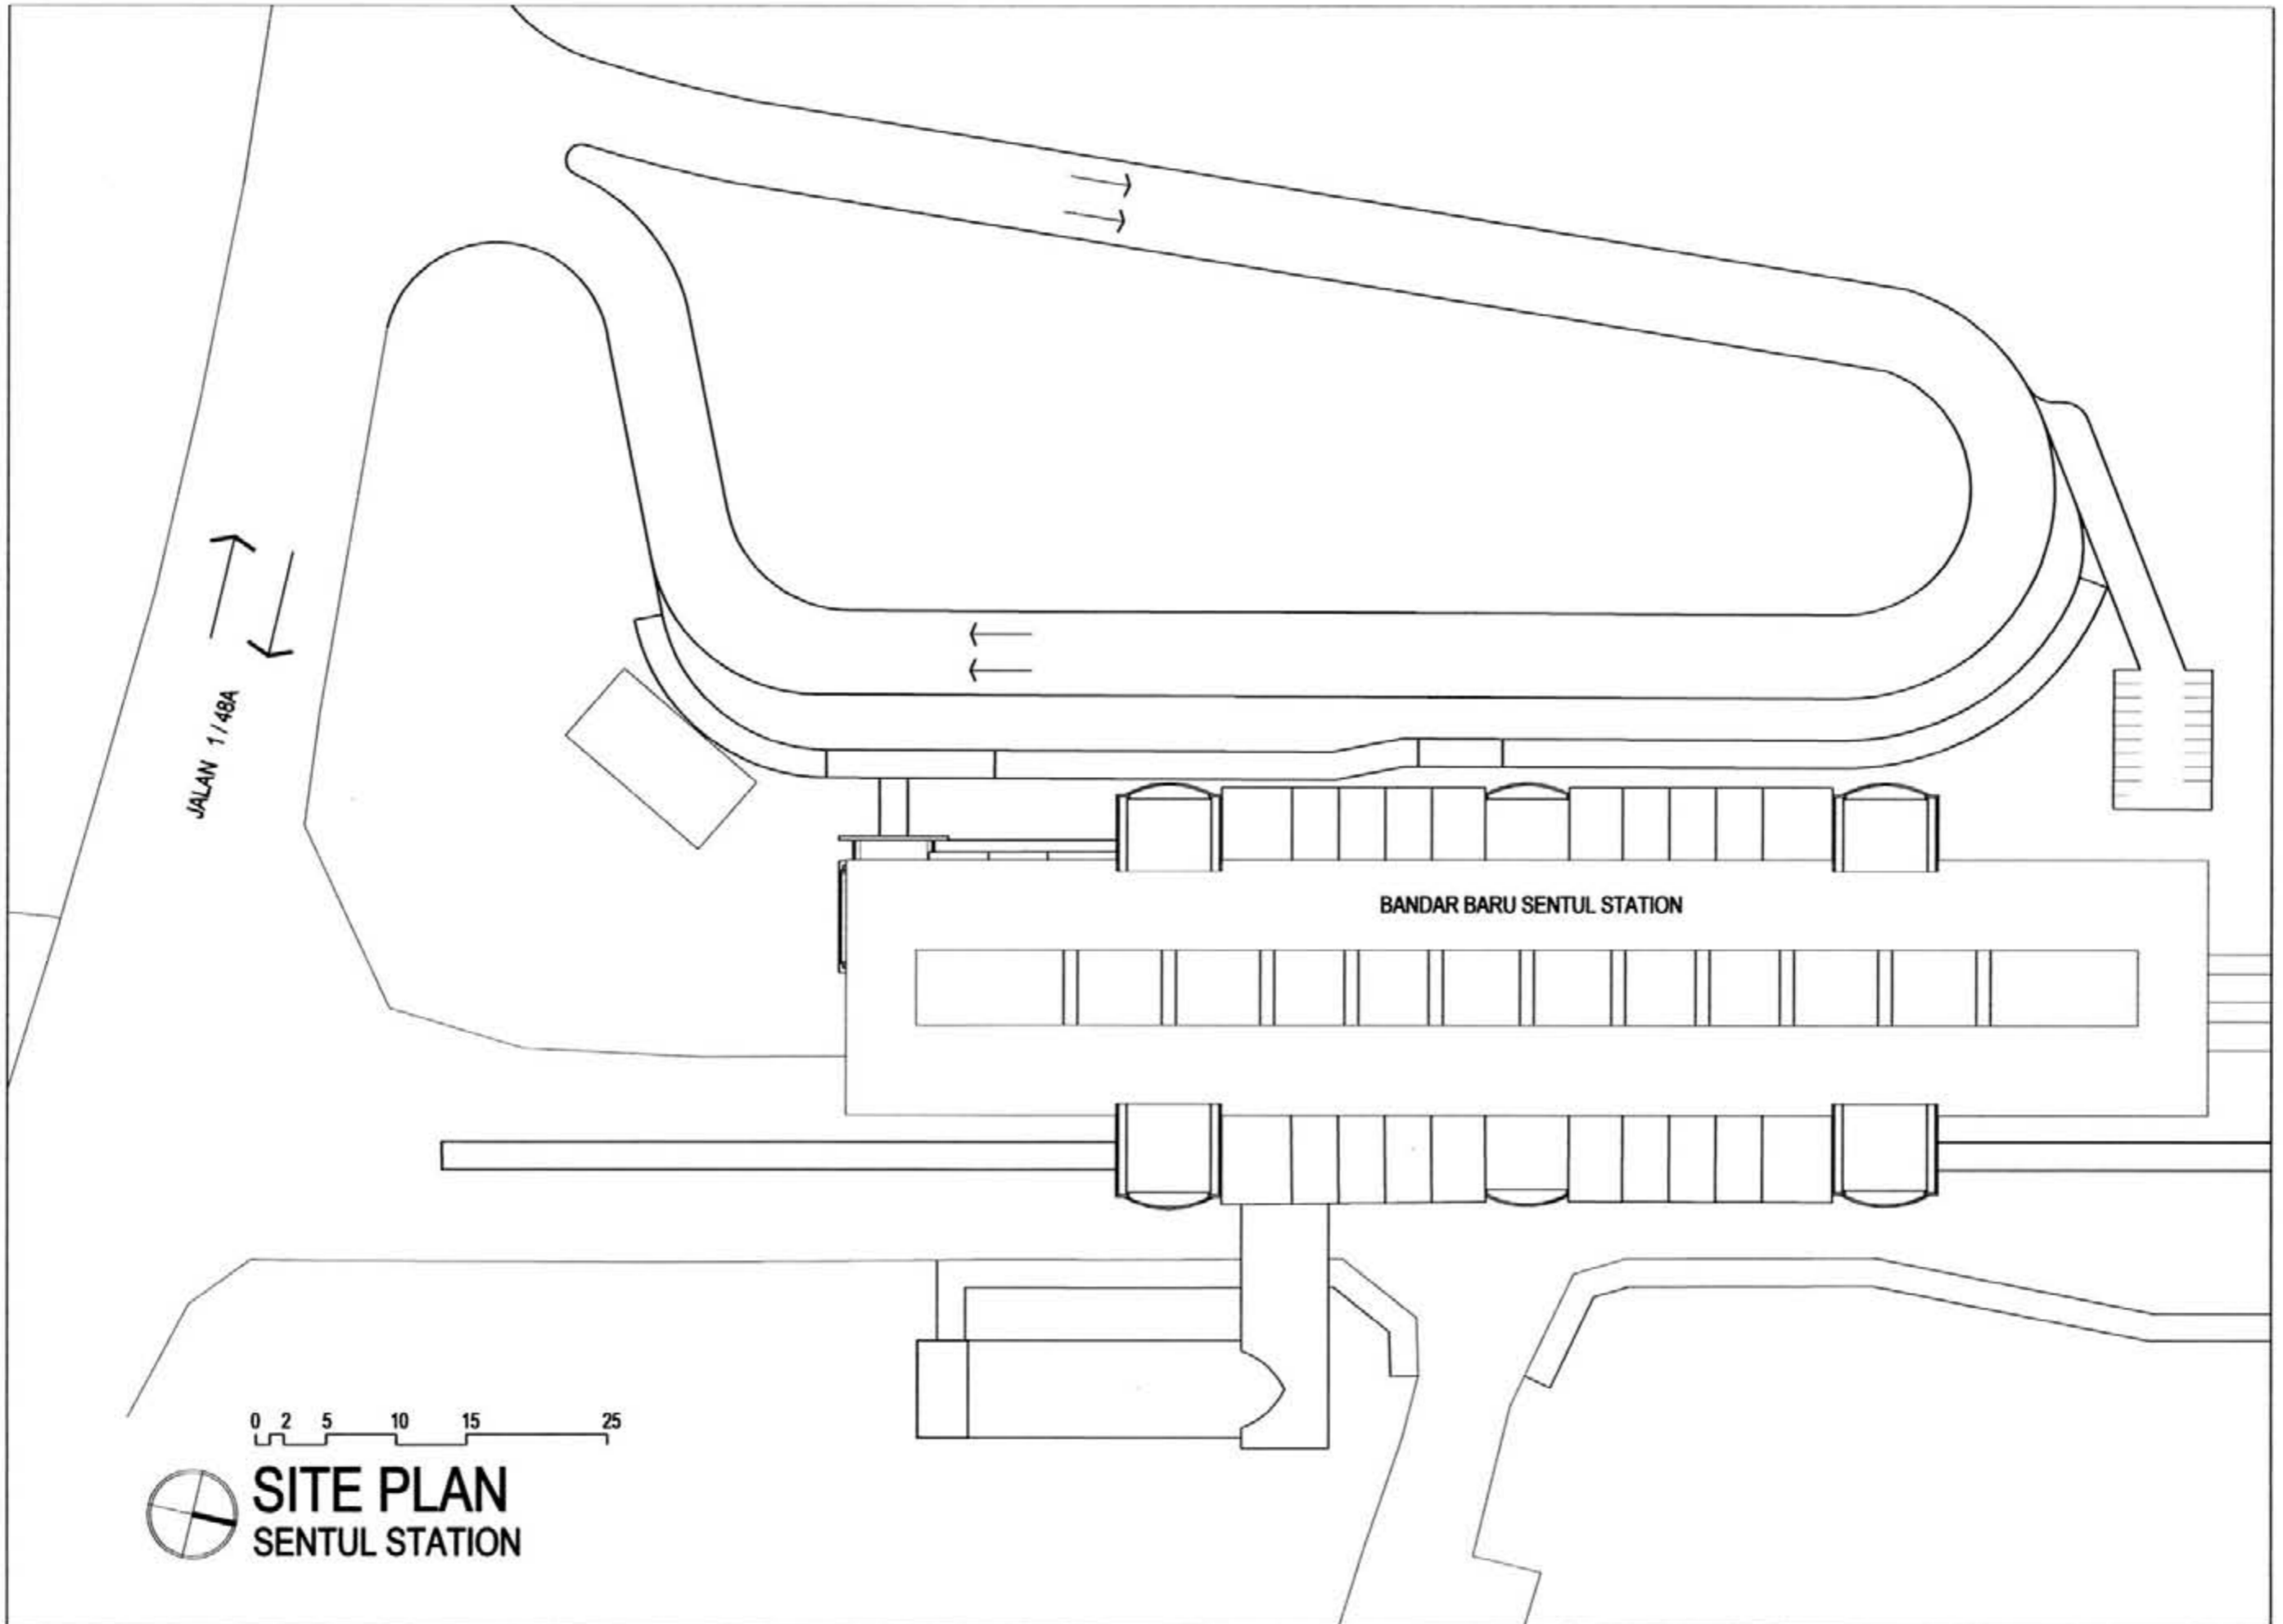 JALAN 1/48A
BANDAR BARU SENTUL STATION
0 2 5 10 15 25
SITE PLAN
SENTUL STATION